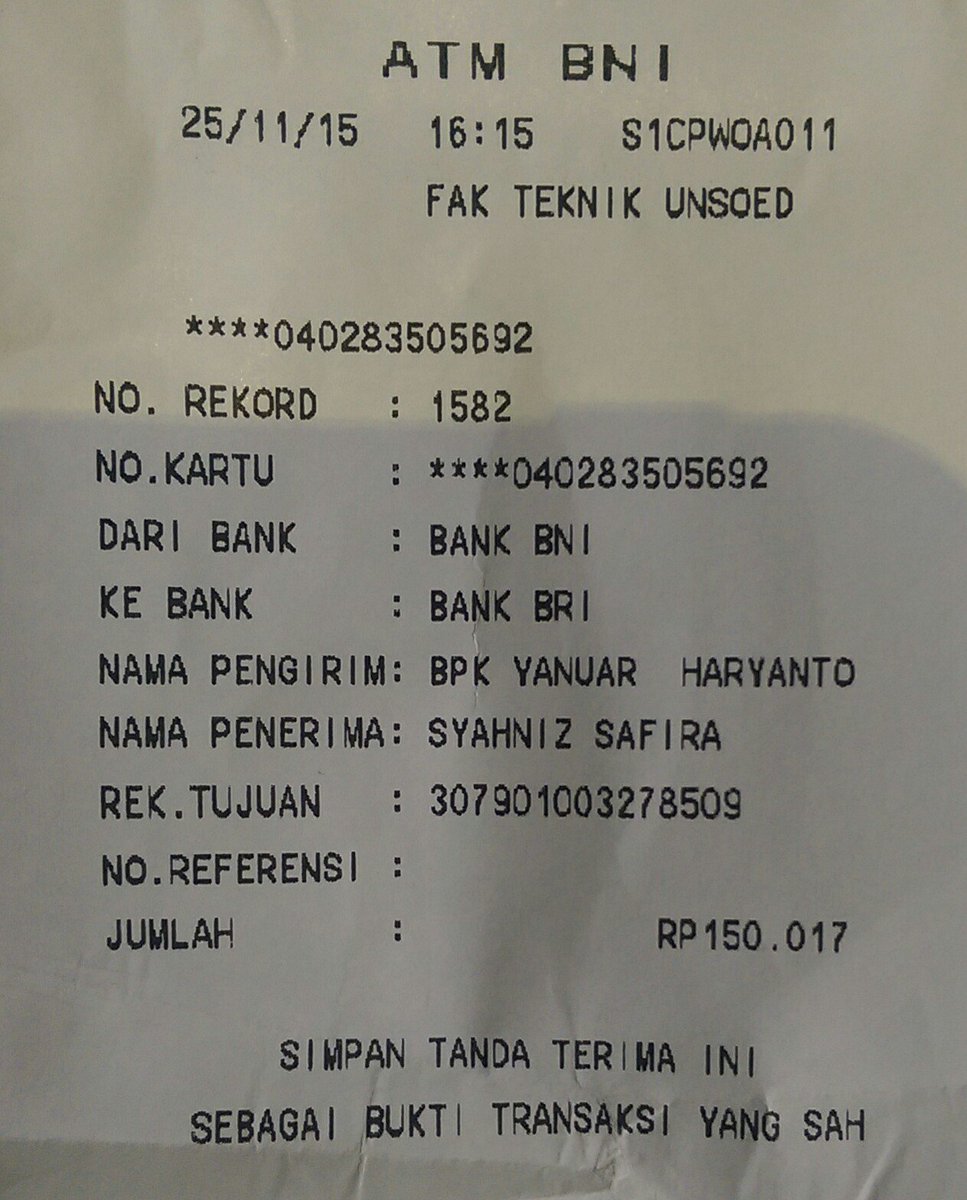 ATM BNI
25/11/15 16:15 S1CPWOA011
FAK TEKNIK UNSOED
****040283505692
NO. REKORD : 1582
NO.KARTU : ****040283505692
DARI BANK : BANK BNI
KE BANK : BANK BRI
NAMA PENGIRIM: BPK YANUAR HARYANTO
NAMA PENERIMA: SYAHNIZ SAFIRA
REK.TUJUAN : 307901003278509
NO.REFERENSI :
JUMLAH : RP150.017
SIMPAN TANDA TERIMA INI
SEBAGAI BUKTI TRANSAKSI YANG SAH